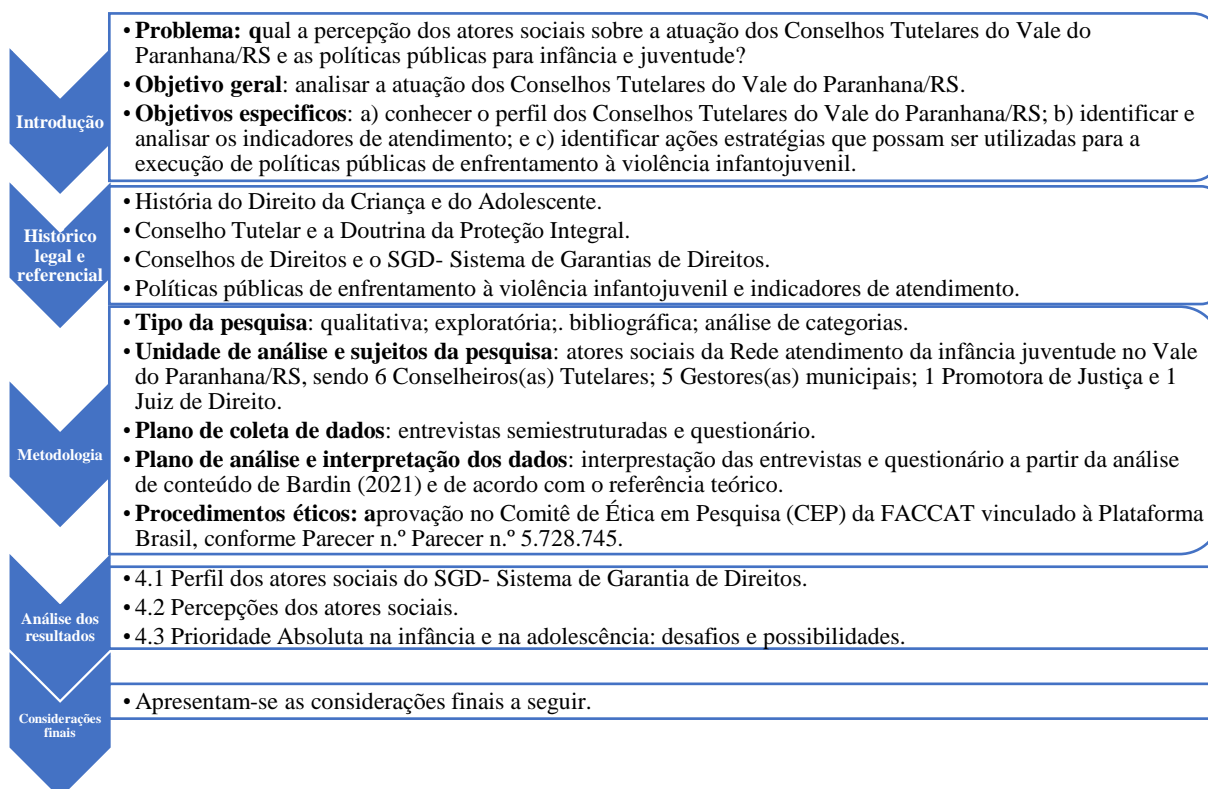 • Problema: qual a percepção dos atores sociais sobre a atuação dos Conselhos Tutelares do Vale do
Paranhana/RS e as políticas públicas para infância e juventude?
• Objetivo geral: analisar a atuação dos Conselhos Tutelares do Vale do Paranhana/RS.
Introdução
• Objetivos especificos: a) conhecer o perfil dos Conselhos Tutelares do Vale do Paranhana/RS; b) identificar e
analisar os indicadores de atendimento; e c) identificar ações estratégias que possam ser utilizadas para a
execução de políticas públicas de enfrentamento à violência infantojuvenil.
Histórico
legal e
referencial
• História do Direito da Criança e do Adolescente.
• Conselho Tutelar e a Doutrina da Proteção Integral.
• Conselhos de Direitos e o SGD- Sistema de Garantias de Direitos.
• Políticas públicas de enfrentamento à violência infantojuvenil e indicadores de atendimento.
Metodologia
• Tipo da pesquisa: qualitativa; exploratória;. bibliográfica; análise de categorias.
• Unidade de análise e sujeitos da pesquisa: atores sociais da Rede atendimento da infância juventude no Vale
do Paranhana/RS, sendo 6 Conselheiros(as) Tutelares; 5 Gestores(as) municipais; 1 Promotora de Justiça e 1
Juiz de Direito.
• Plano de coleta de dados: entrevistas semiestruturadas e questionário.
• Plano de análise e interpretação dos dados: interprestação das entrevistas e questionário a partir da análise
de conteúdo de Bardin (2021) e de acordo com o referência teórico.
• Procedimentos éticos: aprovação no Comitê de Ética em Pesquisa (CEP) da FACCAT vinculado à Plataforma
Brasil, conforme Parecer n.º Parecer n.º 5.728.745.
Análise dos
resultados
• 4.1 Perfil dos atores sociais do SGD- Sistema de Garantia de Direitos.
• 4.2 Percepções dos atores sociais.
• 4.3 Prioridade Absoluta na infância e na adolescência: desafios e possibilidades.
Considerações
finais
• Apresentam-se as considerações finais a seguir.